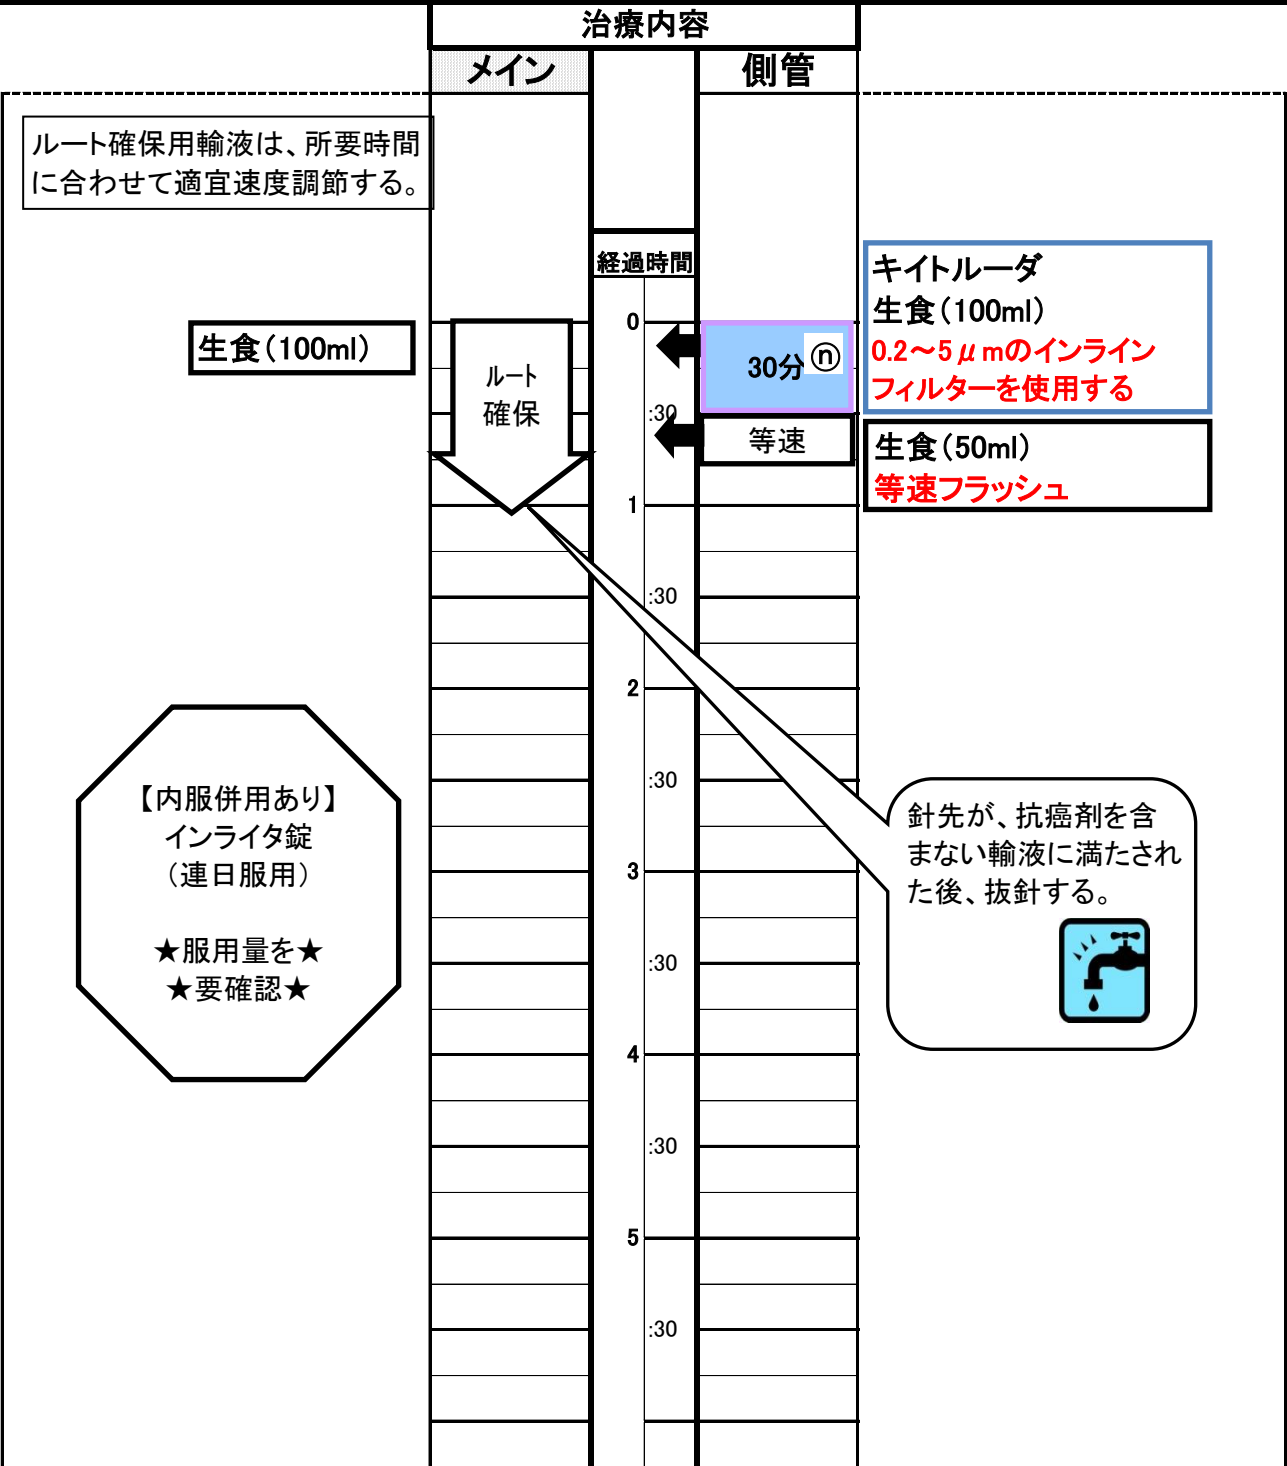 治療内容
メイン
側管
ルート確保用輸液は、所要時間
に合わせて適宜速度調節する。
経過時間
生食(100ml)
ルート
確保
0
:30
1
:30
2
:30
3
:30
4
:30
5
:30
30分
ⓝ
等速
キイトルーダ
生食(100ml)
0.2～5μmのインライン
フィルターを使用する
生食(50ml)
等速フラッシュ
【内服併用あり】
インライタ錠
(連日服用)
★服用量を★
★要確認★
針先が、抗癌剤を含
まない輸液に満たされ
た後、抜針する。